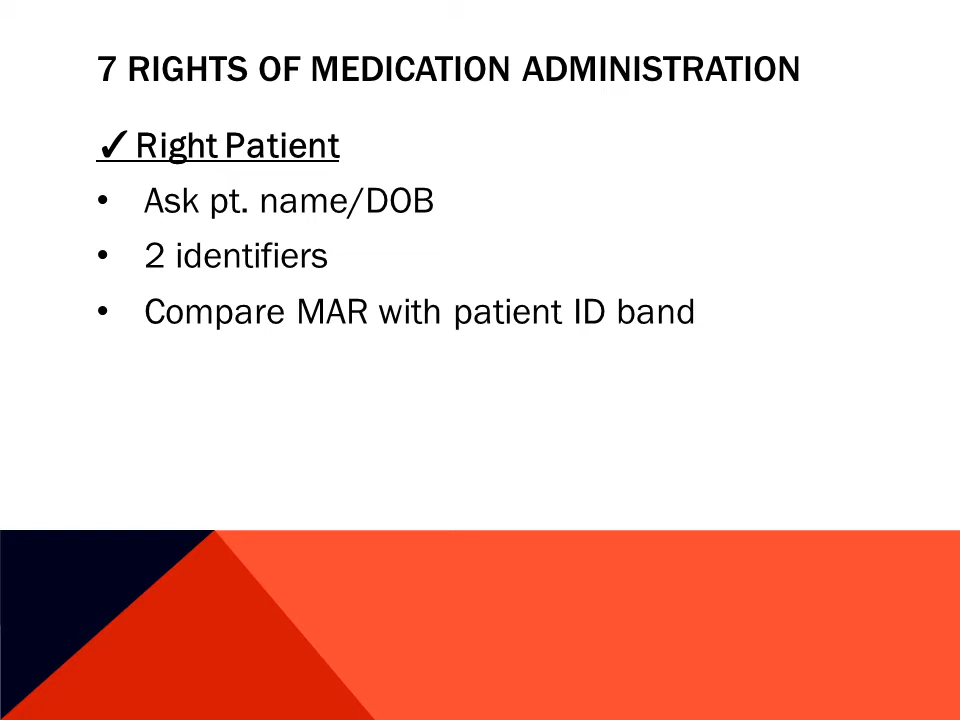 7 RIGHTS OF MEDICATION ADMINISTRATION
✓ Right Patient
• Ask pt. name/DOB
• 2 identifiers
• Compare MAR with patient ID band